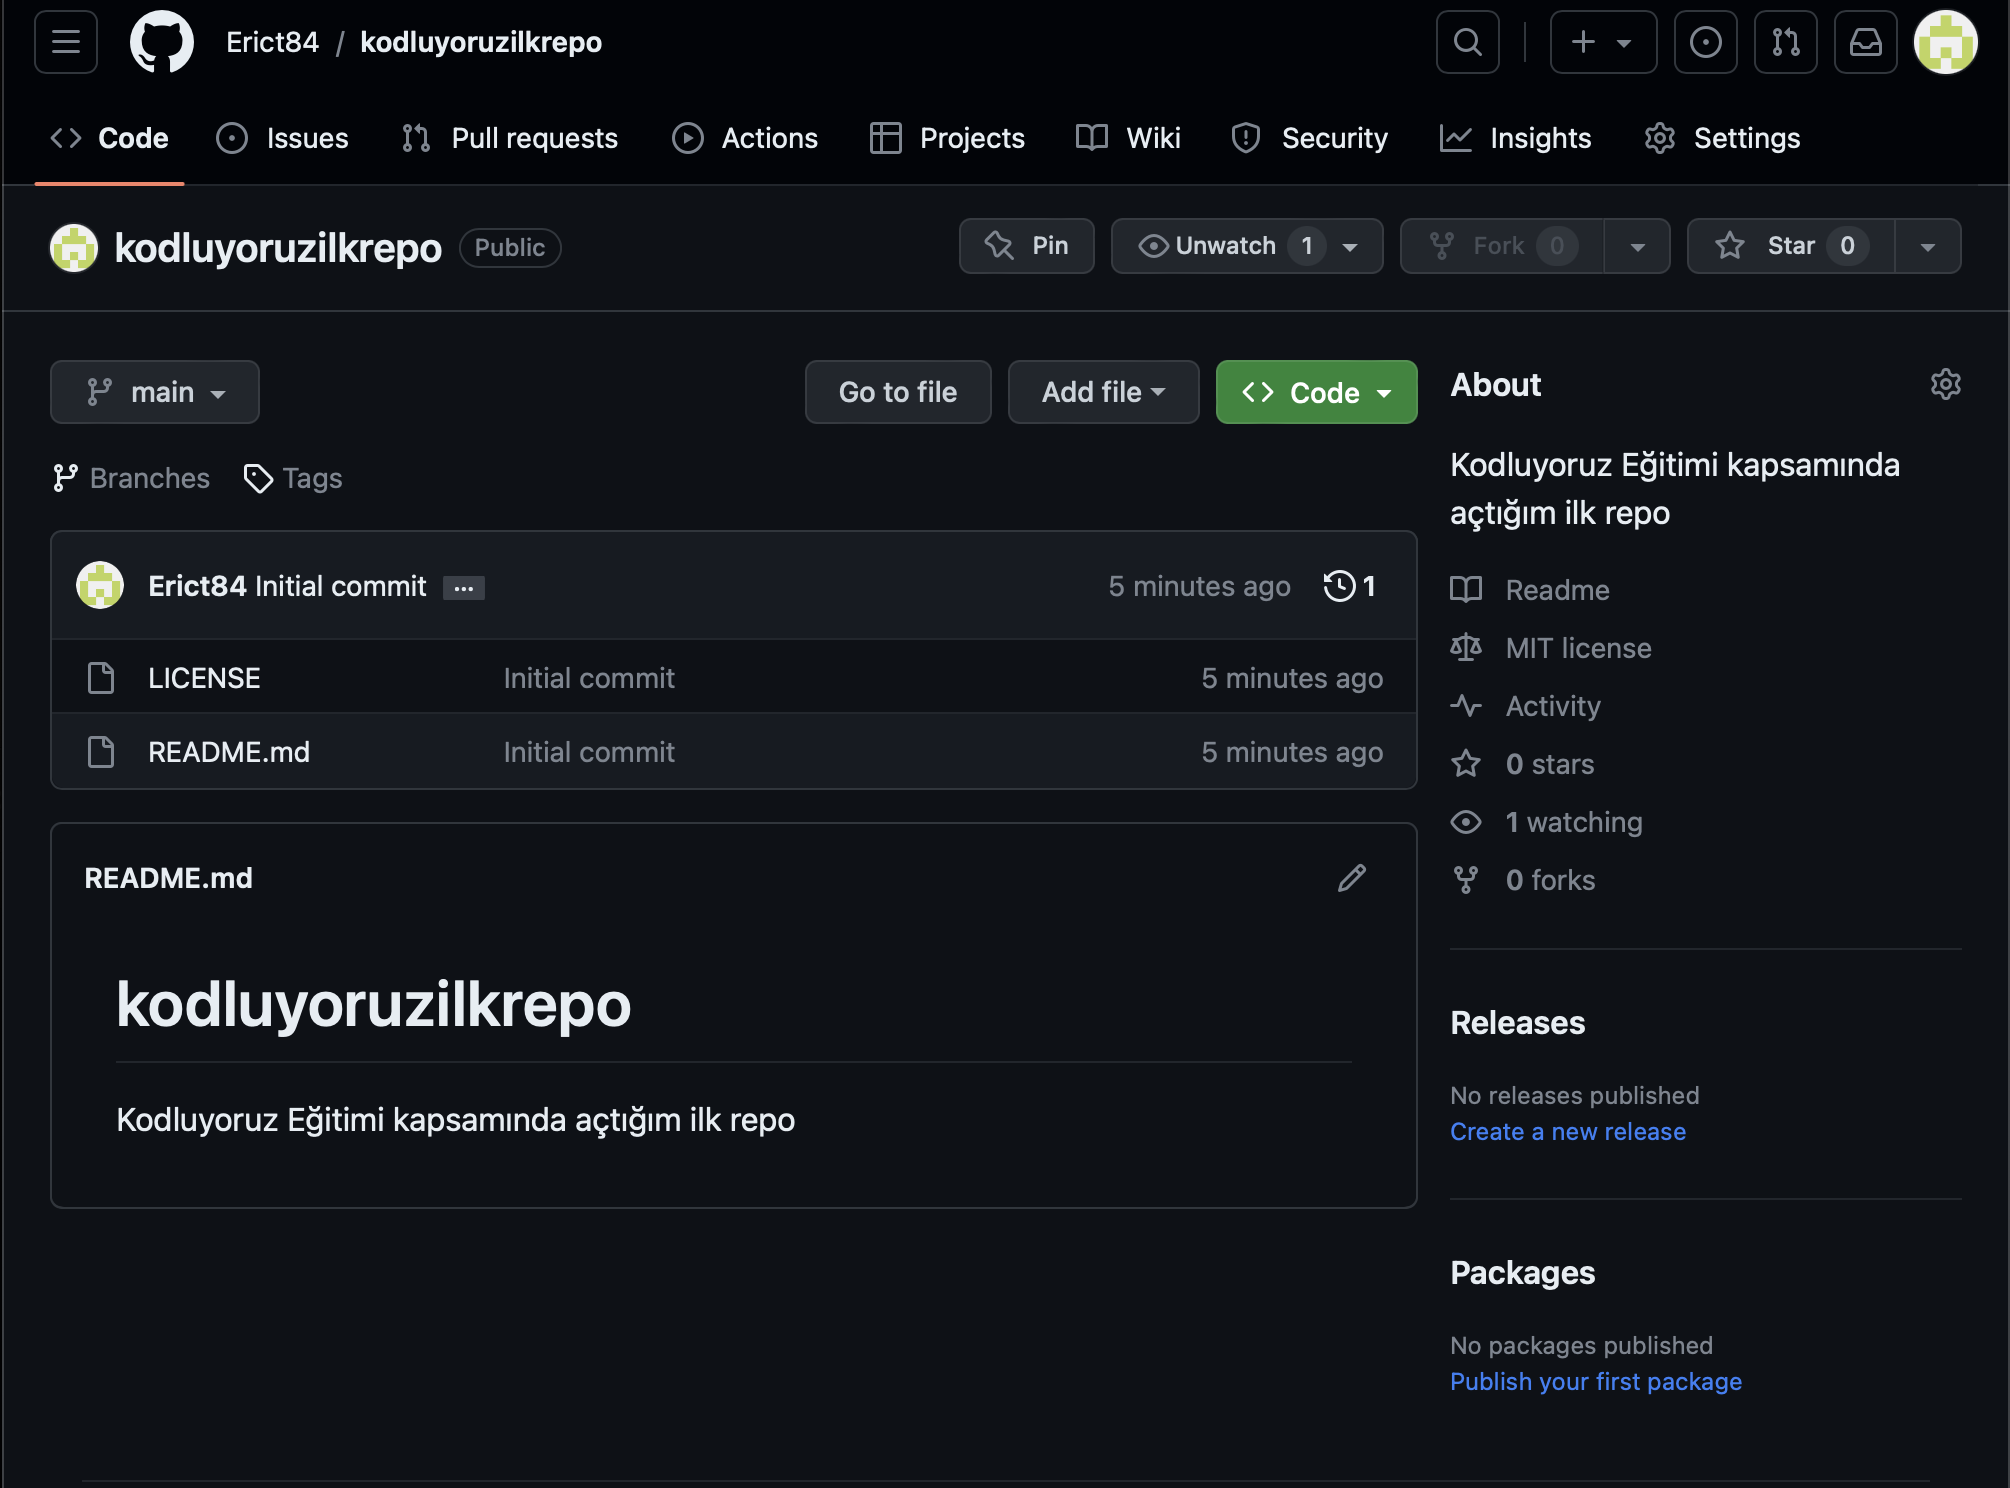 Erict84 / kodluyoruzilkrepo
Code Issues Pull requests Actions Projects Wiki Security Insights Settings
kodluyoruzilkrepo Public Pin Unwatch 1 Fork 0 Star 0
main Go to file Add file Code
Branches Tags
Erict84 Initial commit ... 5 minutes ago 1
LICENSE Initial commit 5 minutes ago
README.md Initial commit 5 minutes ago
README.md
kodluyoruzilkrepo
Kodluyoruz Eğitimi kapsamında açtığım ilk repo
About
Kodluyoruz Eğitimi kapsamında
açtığım ilk repo
Readme
MIT license
Activity
0 stars
1 watching
0 forks
Releases
No releases published
Create a new release
Packages
No packages published
Publish your first package